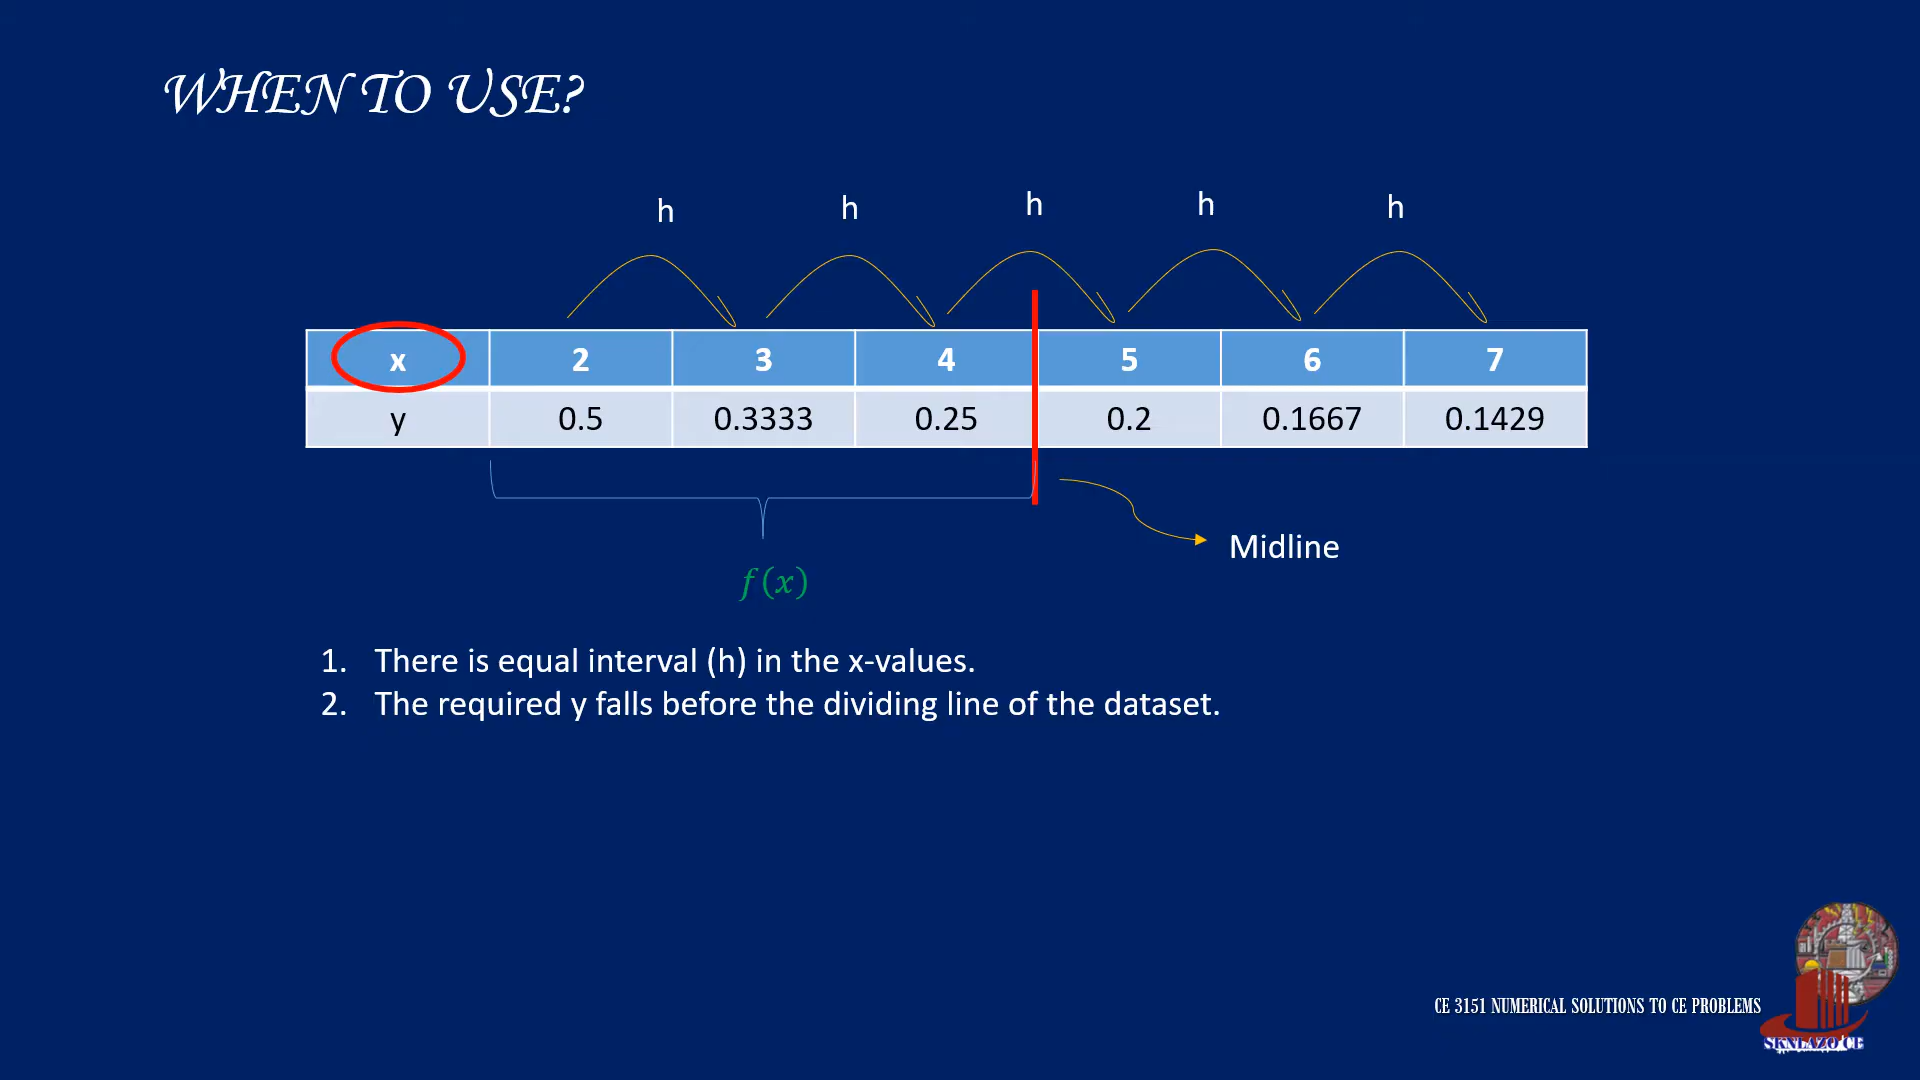 WHEN TO USE?
h h h h h
x 2 3 4 5 6 7
y 0.5 0.3333 0.25 0.2 0.1667 0.1429
Midline
f(x)
1. There is equal interval (h) in the x-values.
2. The required y falls before the dividing line of the dataset.
CE 3151 NUMERICAL SOLUTIONS TO CE PROBLEMS
SKNLAZO CE